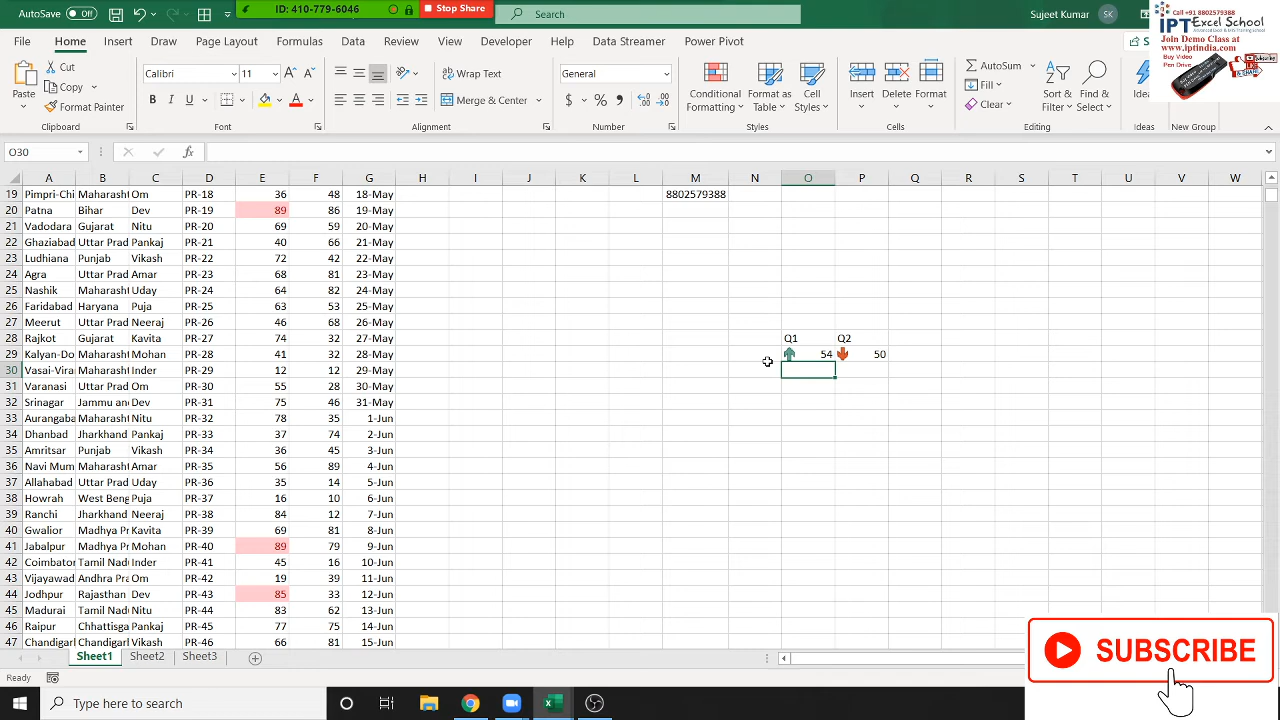 AutoSave Off
ID: 410-779-6046
Stop Share
Search
Sujeet Kumar
SK
Call +91 8802579388
IPT Excel School
Join Demo Class at
www.iptindia.com
Buy Video
Pen Drive
File Home Insert Draw Page Layout Formulas Data Review View Developer Help Data Streamer Power Pivot
Paste
Cut
Copy
Format Painter
Calibri 11
B I U
Wrap Text
Merge & Center
General
$ % ,
Conditional Formatting
Format as Table
Cell Styles
Insert Delete Format
AutoSum
Fill
Clear
Sort & Filter
Find & Select
Ideas
Clipboard Font Alignment Number Styles Cells Editing Ideas New Group
O30 fx
A B C D E F G H I J K L M N O P Q R S T U V W
19 Pimpri-Chi Maharasht Om PR-18 36 48 18-May 8802579388
20 Patna Bihar Dev PR-19 89 86 19-May
21 Vadodara Gujarat Nitu PR-20 69 59 20-May
22 Ghaziabad Uttar Prad Pankaj PR-21 40 66 21-May
23 Ludhiana Punjab Vikash PR-22 72 42 22-May
24 Agra Uttar Prad Amar PR-23 68 81 23-May
25 Nashik Maharasht Uday PR-24 64 82 24-May
26 Faridabad Haryana Puja PR-25 63 53 25-May
27 Meerut Uttar Prad Neeraj PR-26 46 68 26-May
28 Rajkot Gujarat Kavita PR-27 74 32 27-May Q1 Q2
29 Kalyan-Do Maharasht Mohan PR-28 41 32 28-May 54 50
30 Vasai-Vira Maharasht Inder PR-29 12 12 29-May
31 Varanasi Uttar Prad Om PR-30 55 28 30-May
32 Srinagar Jammu anc Dev PR-31 75 46 31-May
33 Aurangaba Maharasht Nitu PR-32 78 35 1-Jun
34 Dhanbad Jharkhand Pankaj PR-33 37 74 2-Jun
35 Amritsar Punjab Vikash PR-34 36 45 3-Jun
36 Navi Mum Maharasht Amar PR-35 56 89 4-Jun
37 Allahabad Uttar Prad Uday PR-36 35 14 5-Jun
38 Howrah West Beng Puja PR-37 16 10 6-Jun
39 Ranchi Jharkhand Neeraj PR-38 84 12 7-Jun
40 Gwalior Madhya Pr Kavita PR-39 69 81 8-Jun
41 Jabalpur Madhya Pr Mohan PR-40 89 79 9-Jun
42 Coimbator Tamil Nadu Inder PR-41 45 16 10-Jun
43 Vijayawad Andhra Pra Om PR-42 19 39 11-Jun
44 Jodhpur Rajasthan Dev PR-43 85 33 12-Jun
45 Madurai Tamil Nadu Nitu PR-44 83 62 13-Jun
46 Raipur Chhattisga Pankaj PR-45 77 75 14-Jun
47 Chandigarl Chandigarl Vikash PR-46 66 81 15-Jun
Sheet1 Sheet2 Sheet3
SUBSCRIBE
Ready
Type here to search